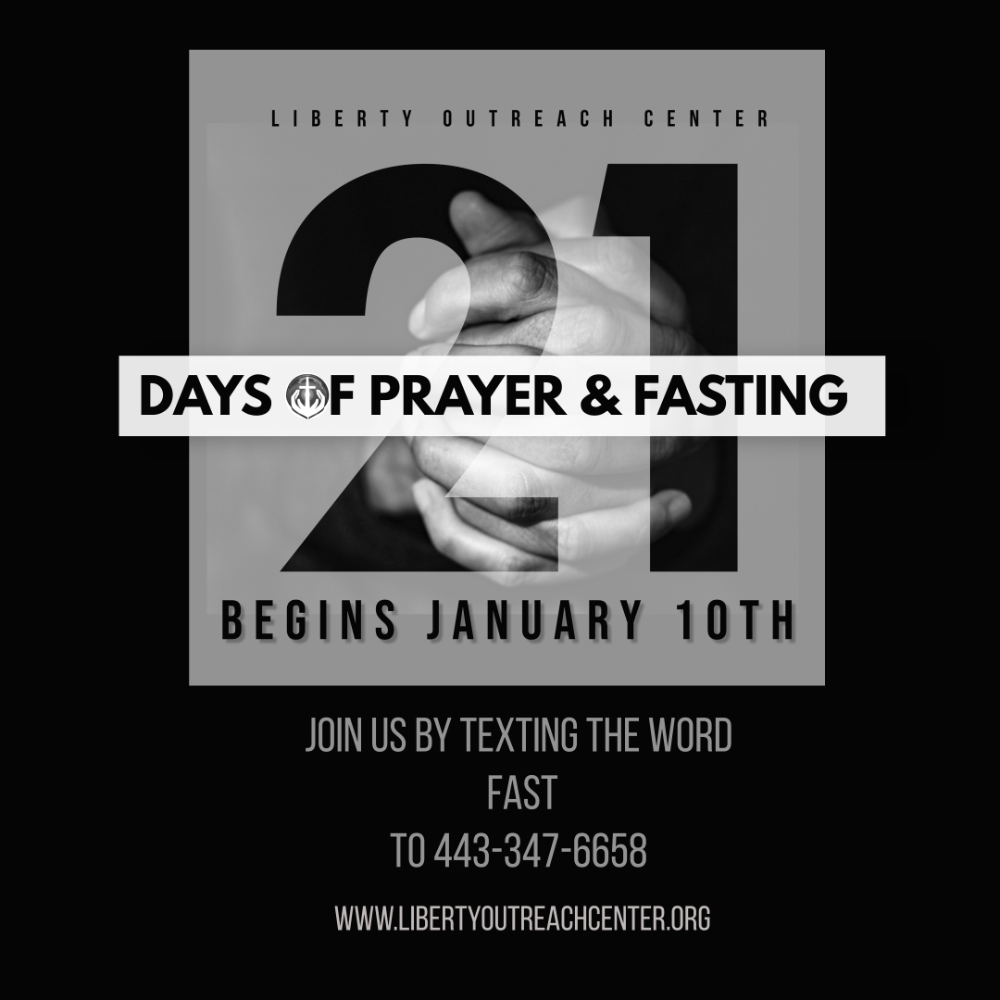 LIBERTY OUTREACH CENTER
21
DAYS OF PRAYER & FASTING
BEGINS JANUARY 10TH
JOIN US BY TEXTING THE WORD
FAST
TO 443-347-6658
WWW.LIBERTYOUTREACHCENTER.ORG